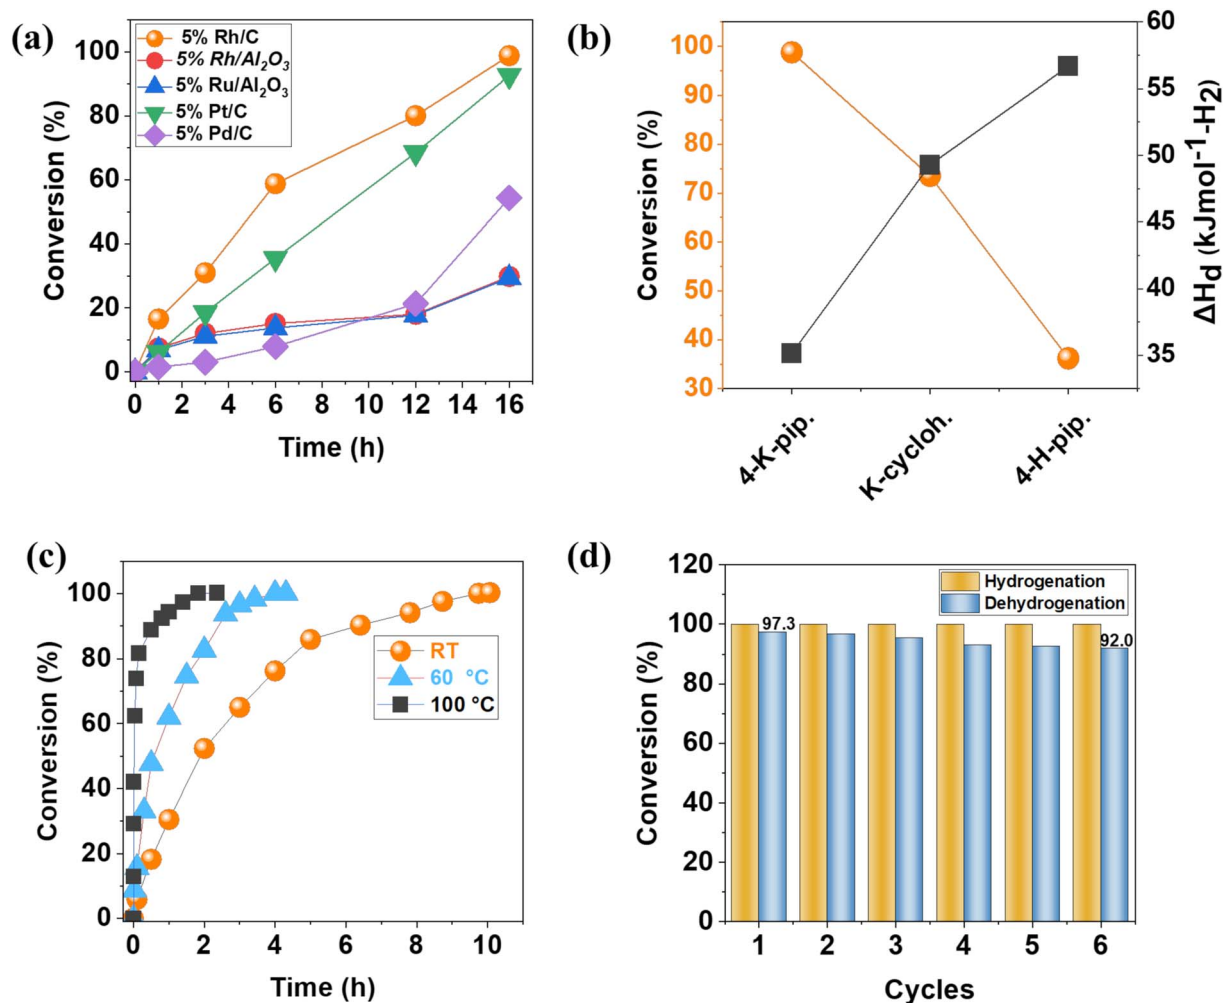 (a)
5% Rh/C
5% Rh/Al₂O₃
5% Ru/Al₂O₃
5% Pt/C
5% Pd/C
Conversion (%)
100
80
60
40
20
0
0 2 4 6 8 10 12 14 16
Time (h)
(b)
Conversion (%)
100
90
80
70
60
50
40
30
60
55
50
45
40
35
ΔHd (kJmol⁻¹-H₂)
4-K-pip.
K-cycloh.
4-H-pip.
(c)
Conversion (%)
100
80
60
40
20
0
RT
60 °C
100 °C
0 2 4 6 8 10
Time (h)
(d)
Conversion (%)
120
100
80
60
40
20
0
Hydrogenation
Dehydrogenation
97.3
92.0
1 2 3 4 5 6
Cycles